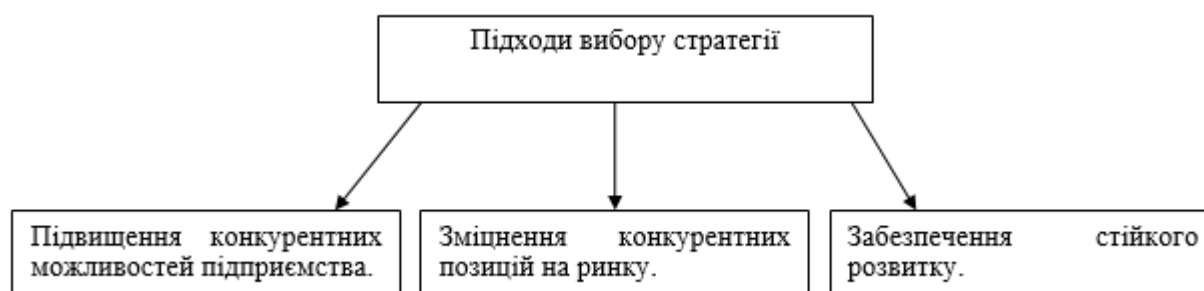 Підходи вибору стратегії
Підвищення конкурентних
можливостей підприємства.
Зміцнення конкурентних
позицій на ринку.
Забезпечення стійкого
розвитку.